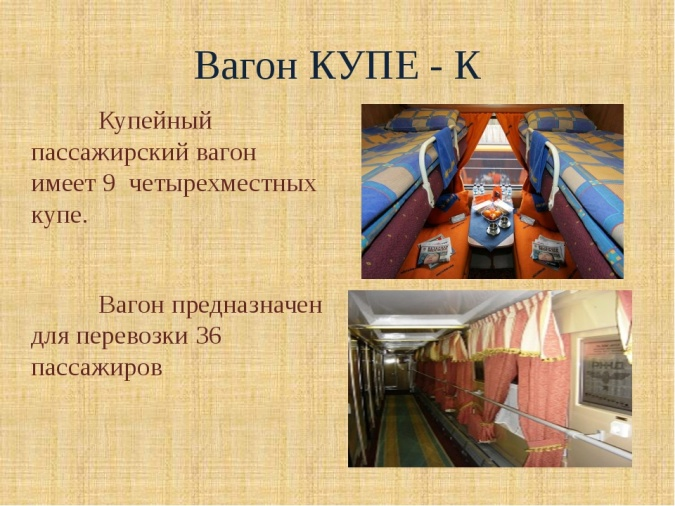 Вагон КУПЕ - К
Купейный
пассажирский вагон
имеет 9 четырехместных
купе.
Вагон предназначен
для перевозки 36
пассажиров